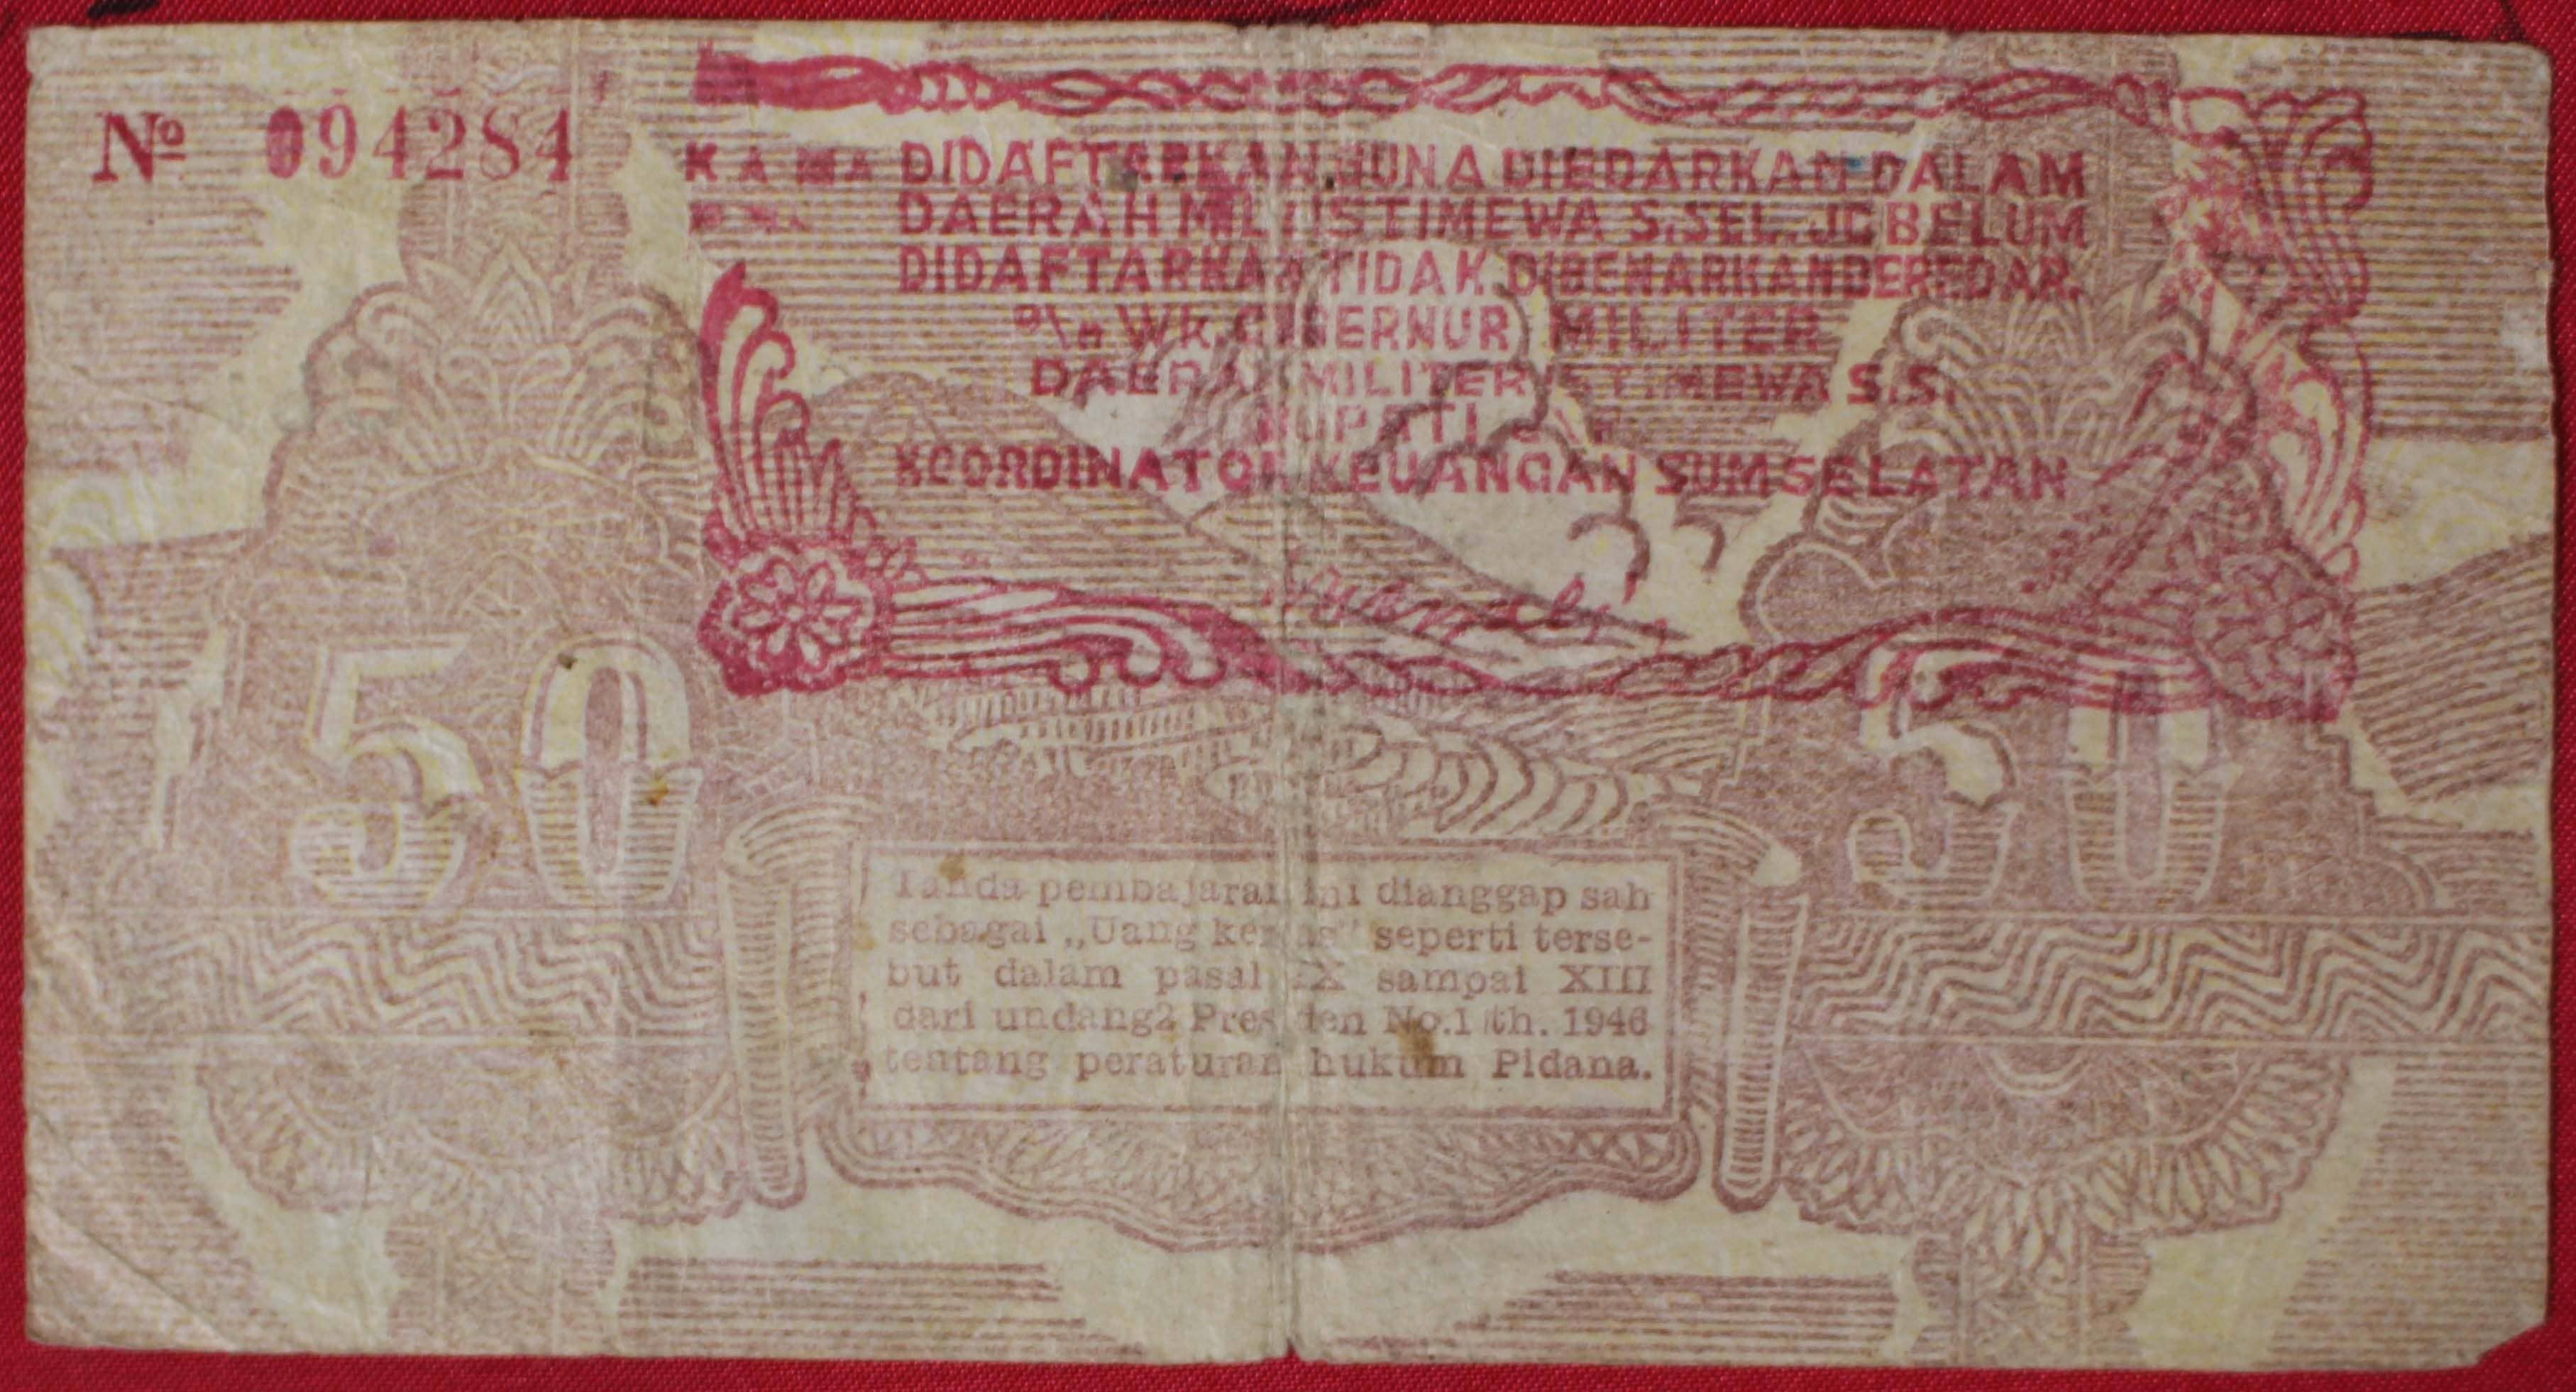 Nº 094284
DIDAFTARKAN GUNA DIEDARKAN DALAM
DAERAH MIL ISTIMEWA S.SEL. JG BELUM
DIDAFTARKAN TIDAK DIBENARKAN BEREDAR.
a/n WK. GUBERNUR MILITER
DAERAH MILITER ISTIMEWA S.S.
BUPATI
KOORDINATOR KEUANGAN SUM SELATAN
50 50
Tanda pembajaran ini dianggap sah
sebagai „Uang kertas" seperti terse-
but dalam pasal IX sampai XIII
dari undang2 Presiden No.1 th. 1946
tentang peraturan hukum Pidana.